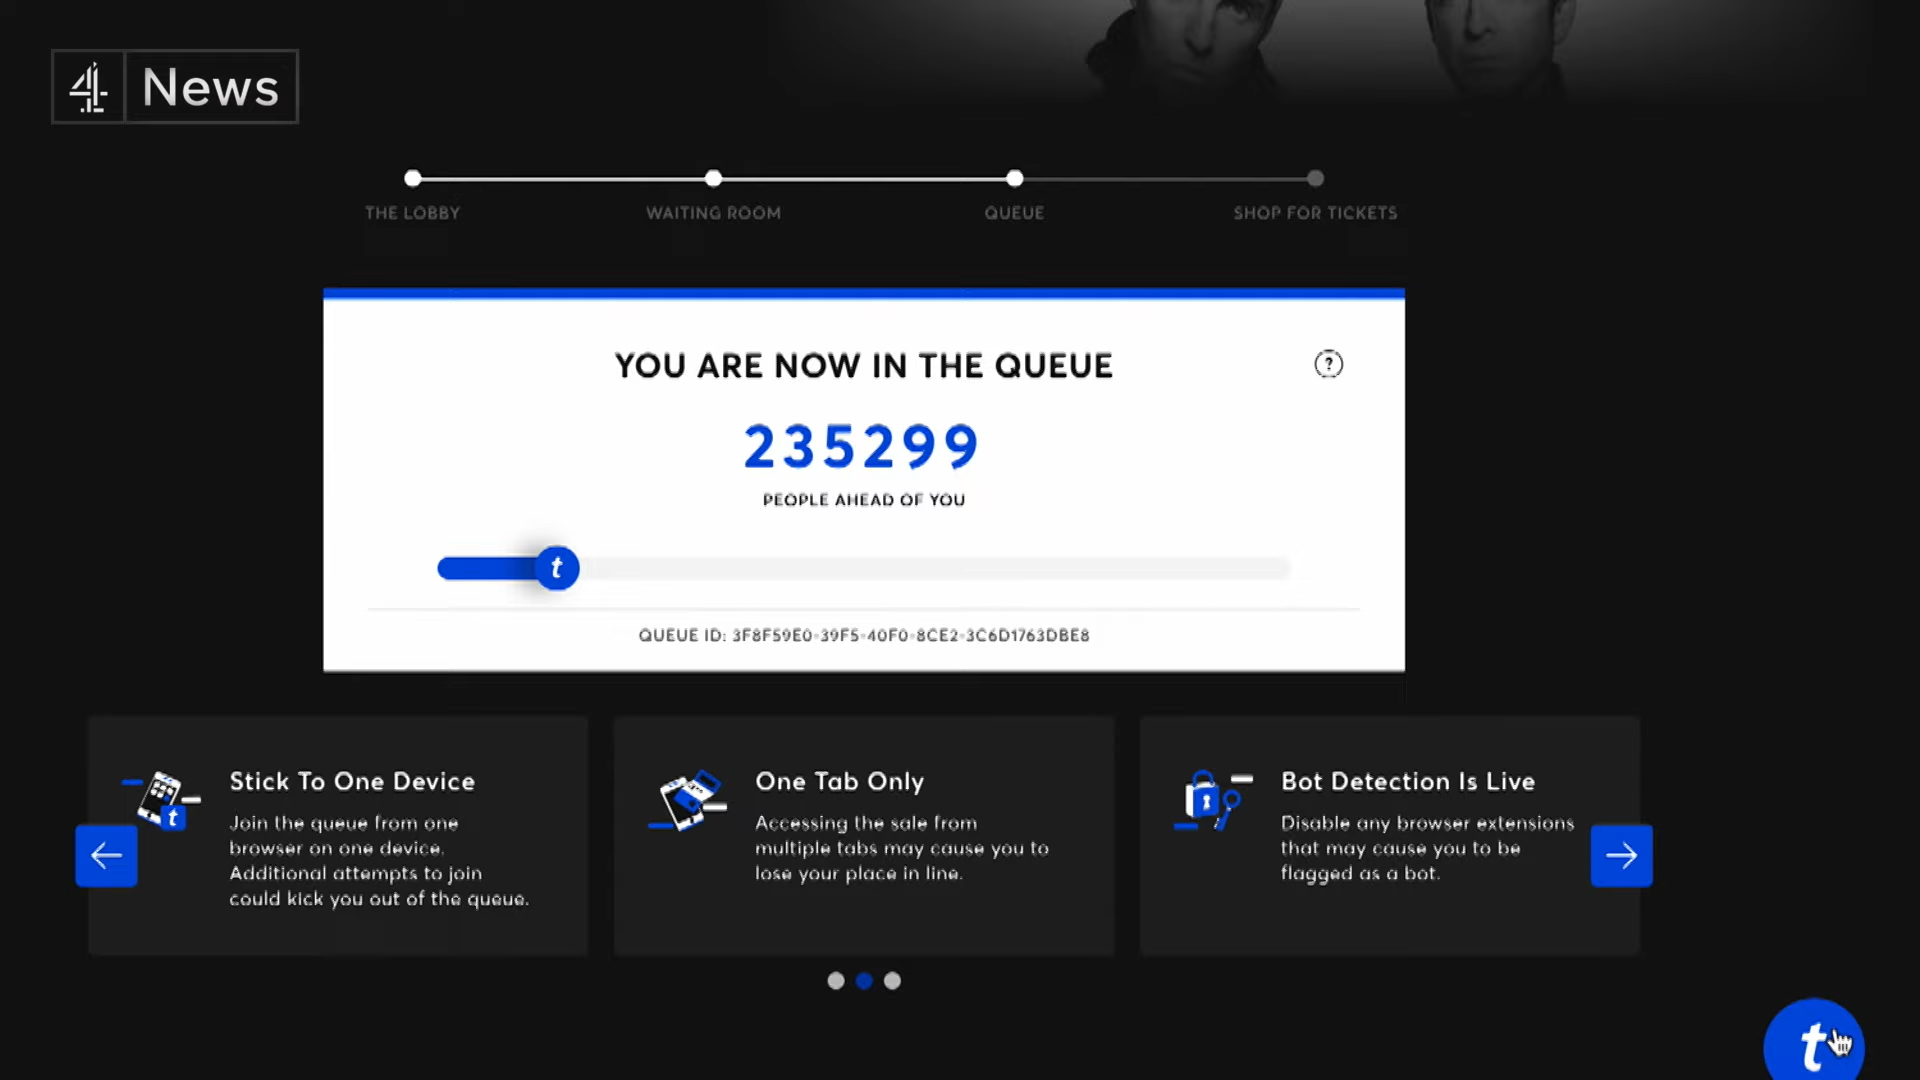 4 News
THE LOBBY
WAITING ROOM
QUEUE
SHOP FOR TICKETS
YOU ARE NOW IN THE QUEUE
?
235299
PEOPLE AHEAD OF YOU
t
QUEUE ID: 3F8F59E0-39F5-40F0-8CE2-3C6D1763DBE8
Stick To One Device
Join the queue from one
browser on one device.
Additional attempts to join
could kick you out of the queue.
One Tab Only
Accessing the sale from
multiple tabs may cause you to
lose your place in line.
Bot Detection Is Live
Disable any browser extensions
that may cause you to be
flagged as a bot.
t